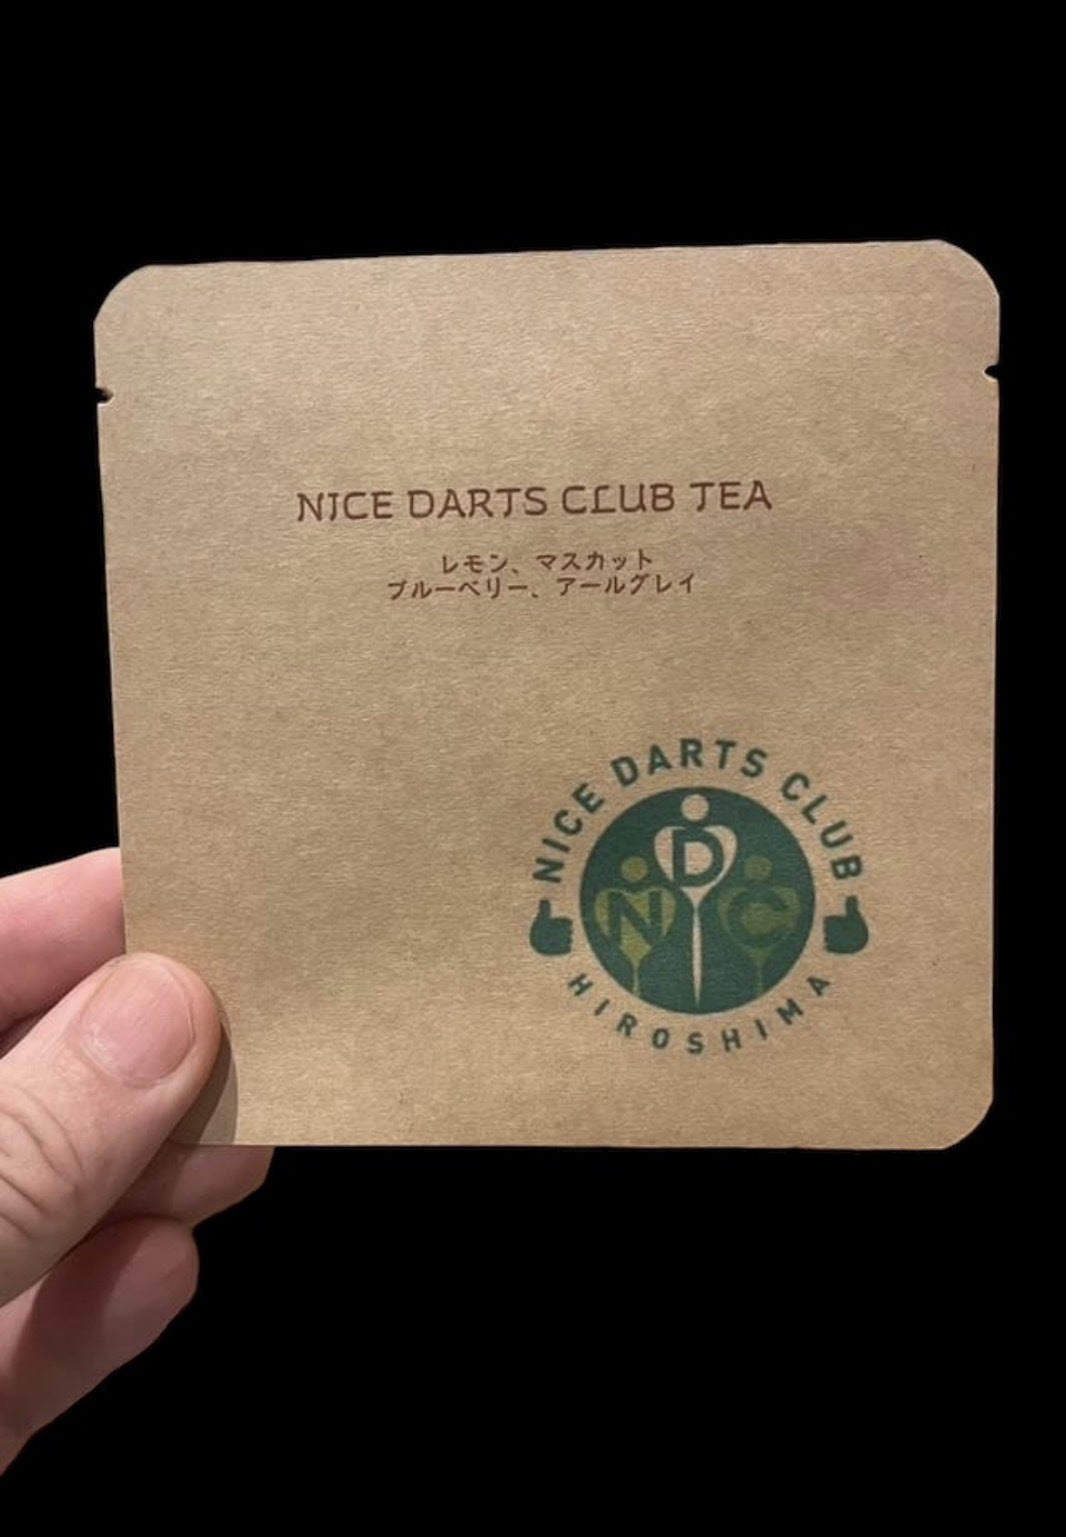 NICE DARTS CLUB TEA
レモン、マスカット
ブルーベリー、アールグレイ
NICE DARTS CLUB
N D C
HIROSHIMA